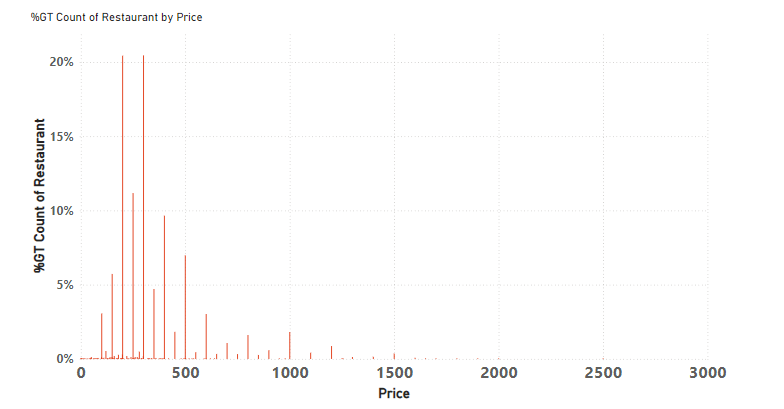 %GT Count of Restaurant by Price
%GT Count of Restaurant
20%
15%
10%
5%
0%
0 500 1000 1500 2000 2500 3000
Price